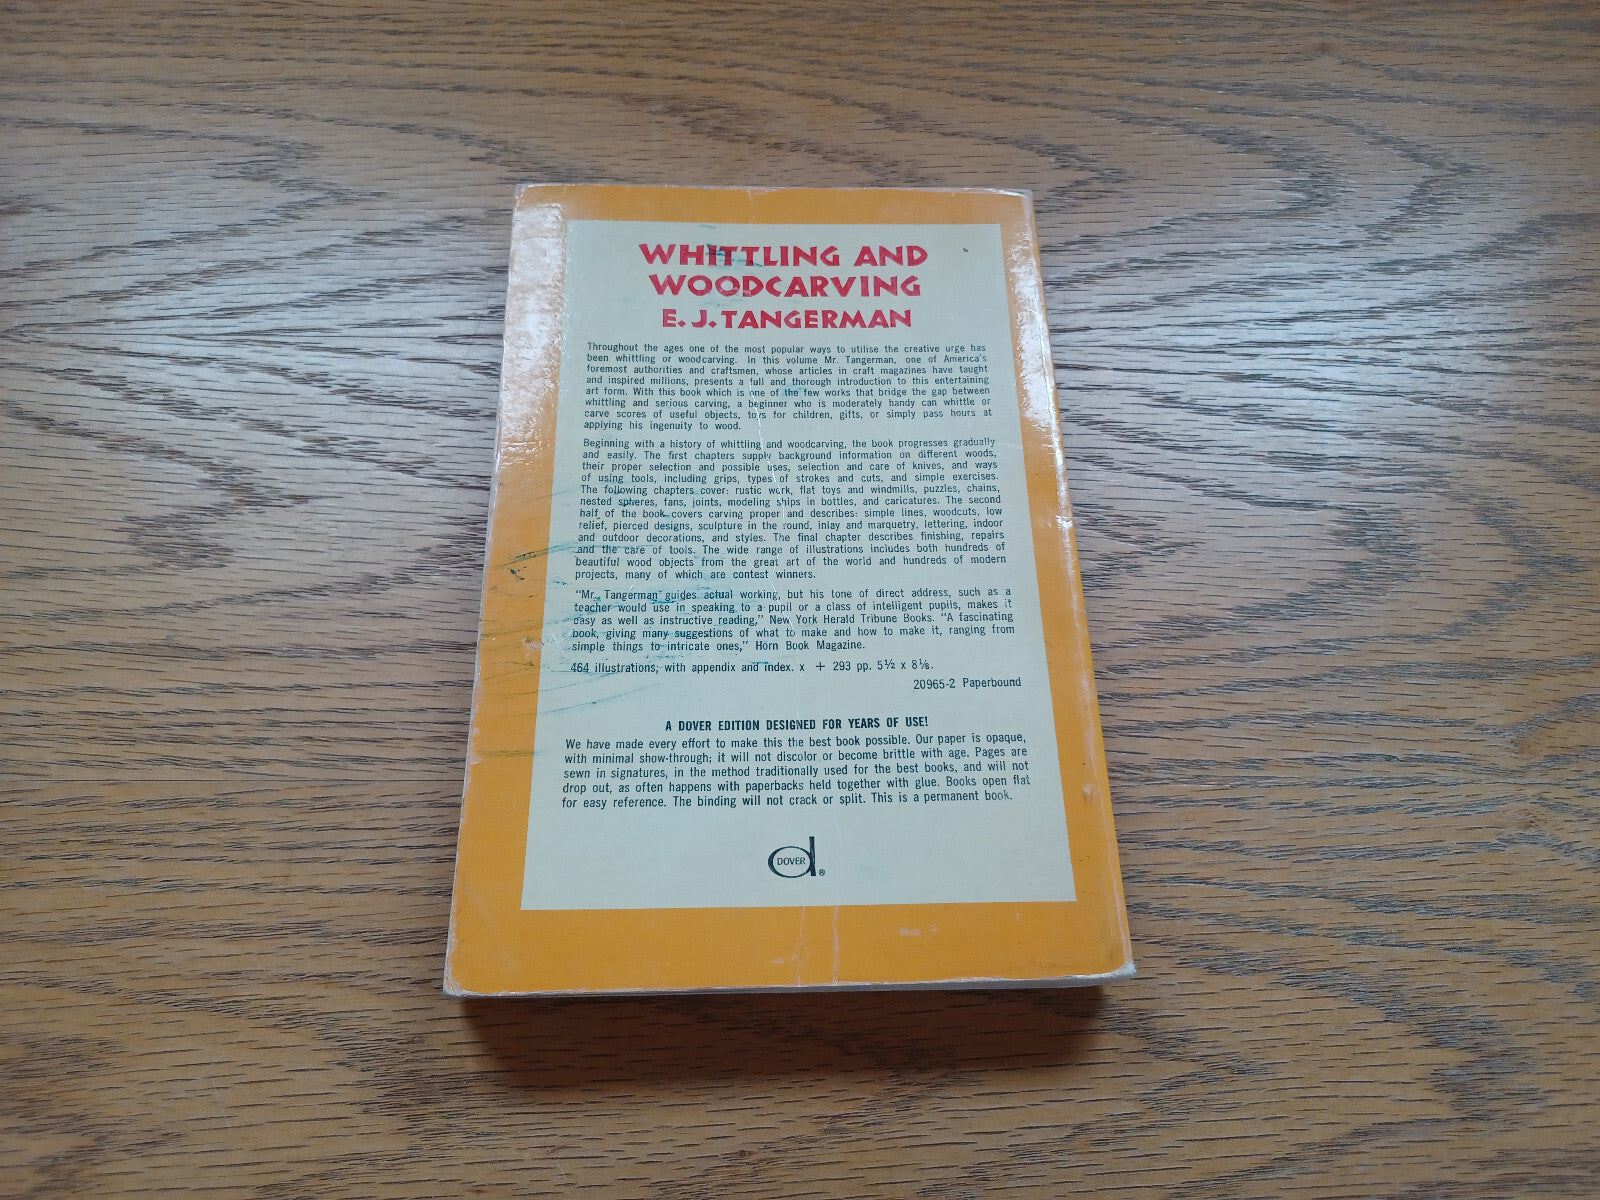 WHITTLING AND
WOODCARVING
E. J. TANGERMAN
Throughout the ages one of the most popular ways to utilise the creative urge has
been whittling or woodcarving. In this volume Mr. Tangerman, one of America's
foremost authorities and craftsmen, whose articles in craft magazines have taught
and inspired millions, presents a full and thorough introduction to this entertaining
art form. With this book which is one of the few works that bridge the gap between
whittling and serious carving, a beginner who is moderately handy can whittle or
carve scores of useful objects, toys for children, gifts, or simply pass hours at
applying his ingenuity to wood.
Beginning with a history of whittling and woodcarving, the book progresses gradually
and easily. The first chapters supply background information on different woods,
their proper selection and possible uses, selection and care of knives, and ways
of using tools, including grips, types of strokes and cuts, and simple exercises.
The following chapters cover: rustic work, flat toys and windmills, puzzles, chains,
nested spheres, fans, joints, modeling ships in bottles, and caricatures. The second
half of the book covers carving proper and describes: simple lines, woodcuts, low
relief, pierced designs, sculpture in the round, inlay and marquetry, lettering, indoor
and outdoor decorations, and styles. The final chapter describes finishing, repairs
and the care of tools. The wide range of illustrations includes both hundreds of
beautiful wood objects from the great art of the world and hundreds of modern
projects, many of which are contest winners.
"Mr. Tangerman guides actual working, but his tone of direct address, such as a
teacher would use in speaking to a pupil or a class of intelligent pupils, makes it
easy as well as instructive reading," New York Herald Tribune Books. "A fascinating
book, giving many suggestions of what to make and how to make it, ranging from
simple things to intricate ones," Horn Book Magazine.
464 illustrations; with appendix and index. x + 293 pp. 5½ x 8⅛.
20965-2 Paperbound
A DOVER EDITION DESIGNED FOR YEARS OF USE!
We have made every effort to make this the best book possible. Our paper is opaque,
with minimal show-through; it will not discolor or become brittle with age. Pages are
sewn in signatures, in the method traditionally used for the best books, and will not
drop out, as often happens with paperbacks held together with glue. Books open flat
for easy reference. The binding will not crack or split. This is a permanent book.
DOVER
®